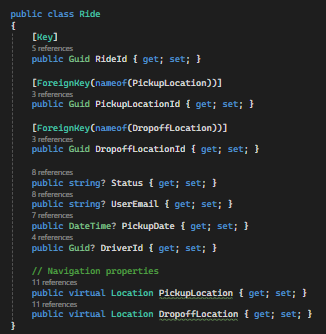 public class Ride
{
[Key]
5 references
public Guid RideId { get; set; }
[ForeignKey(nameof(PickupLocation))]
3 references
public Guid PickupLocationId { get; set; }
[ForeignKey(nameof(DropoffLocation))]
3 references
public Guid DropoffLocationId { get; set; }
8 references
public string? Status { get; set; }
8 references
public string? UserEmail { get; set; }
7 references
public DateTime? PickupDate { get; set; }
4 references
public Guid? DriverId { get; set; }
// Navigation properties
11 references
public virtual Location PickupLocation { get; set; }
11 references
public virtual Location DropoffLocation { get; set; }
}